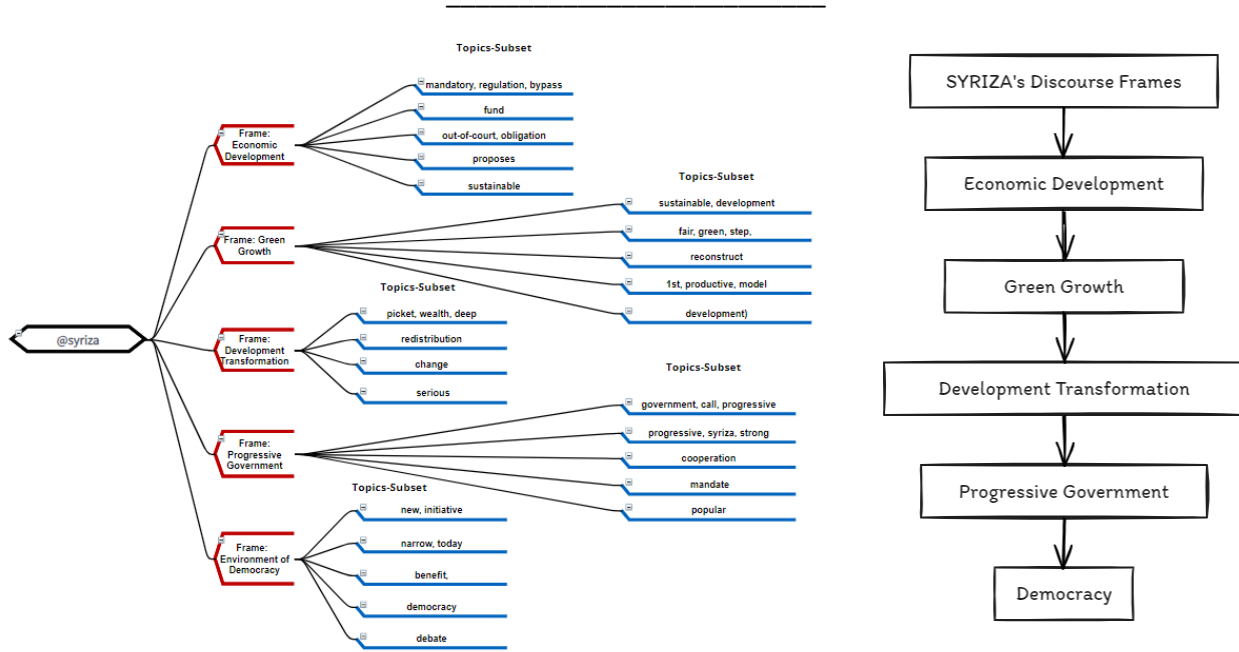 Topics-Subset
mandatory, regulation, bypass
fund
out-of-court, obligation
proposes
sustainable
Frame:
Economic
Development
Topics-Subset
sustainable, development
fair, green, step,
reconstruct
1st, productive, model
development)
Frame: Green
Growth
Topics-Subset
picket, wealth, deep
redistribution
change
serious
@syriza
Frame:
Development
Transformation
Topics-Subset
government, call, progressive
progressive, syriza, strong
cooperation
mandate
popular
Frame:
Progressive
Government
Topics-Subset
new, initiative
narrow, today
benefit,
democracy
debate
Frame:
Environment of
Democracy
SYRIZA's Discourse Frames
Economic Development
Green Growth
Development Transformation
Progressive Government
Democracy